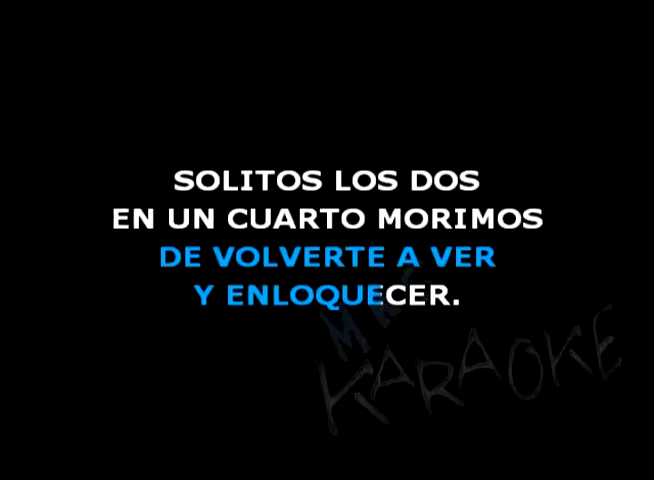 SOLITOS LOS DOS
EN UN CUARTO MORIMOS
DE VOLVERTE A VER
Y ENLOQUECER.
KARAOKE